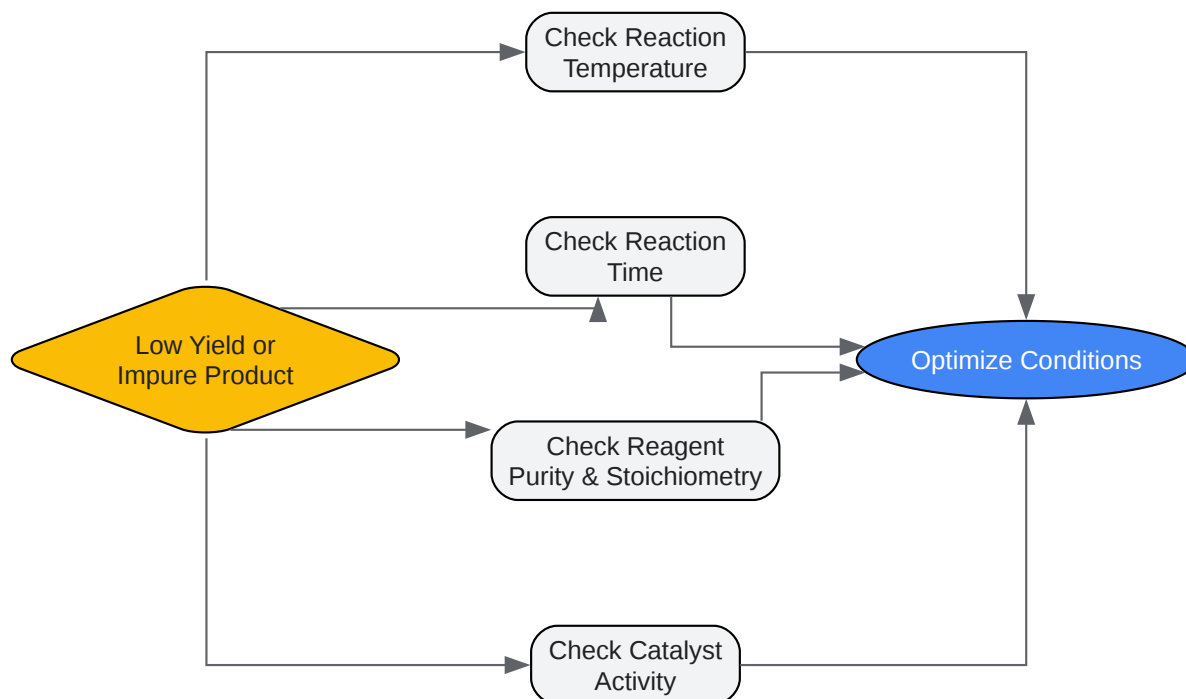 Check Reaction
Temperature
Check Reaction
Time
Low Yield or
Impure Product
Optimize Conditions
Check Reagent
Purity & Stoichiometry
Check Catalyst
Activity